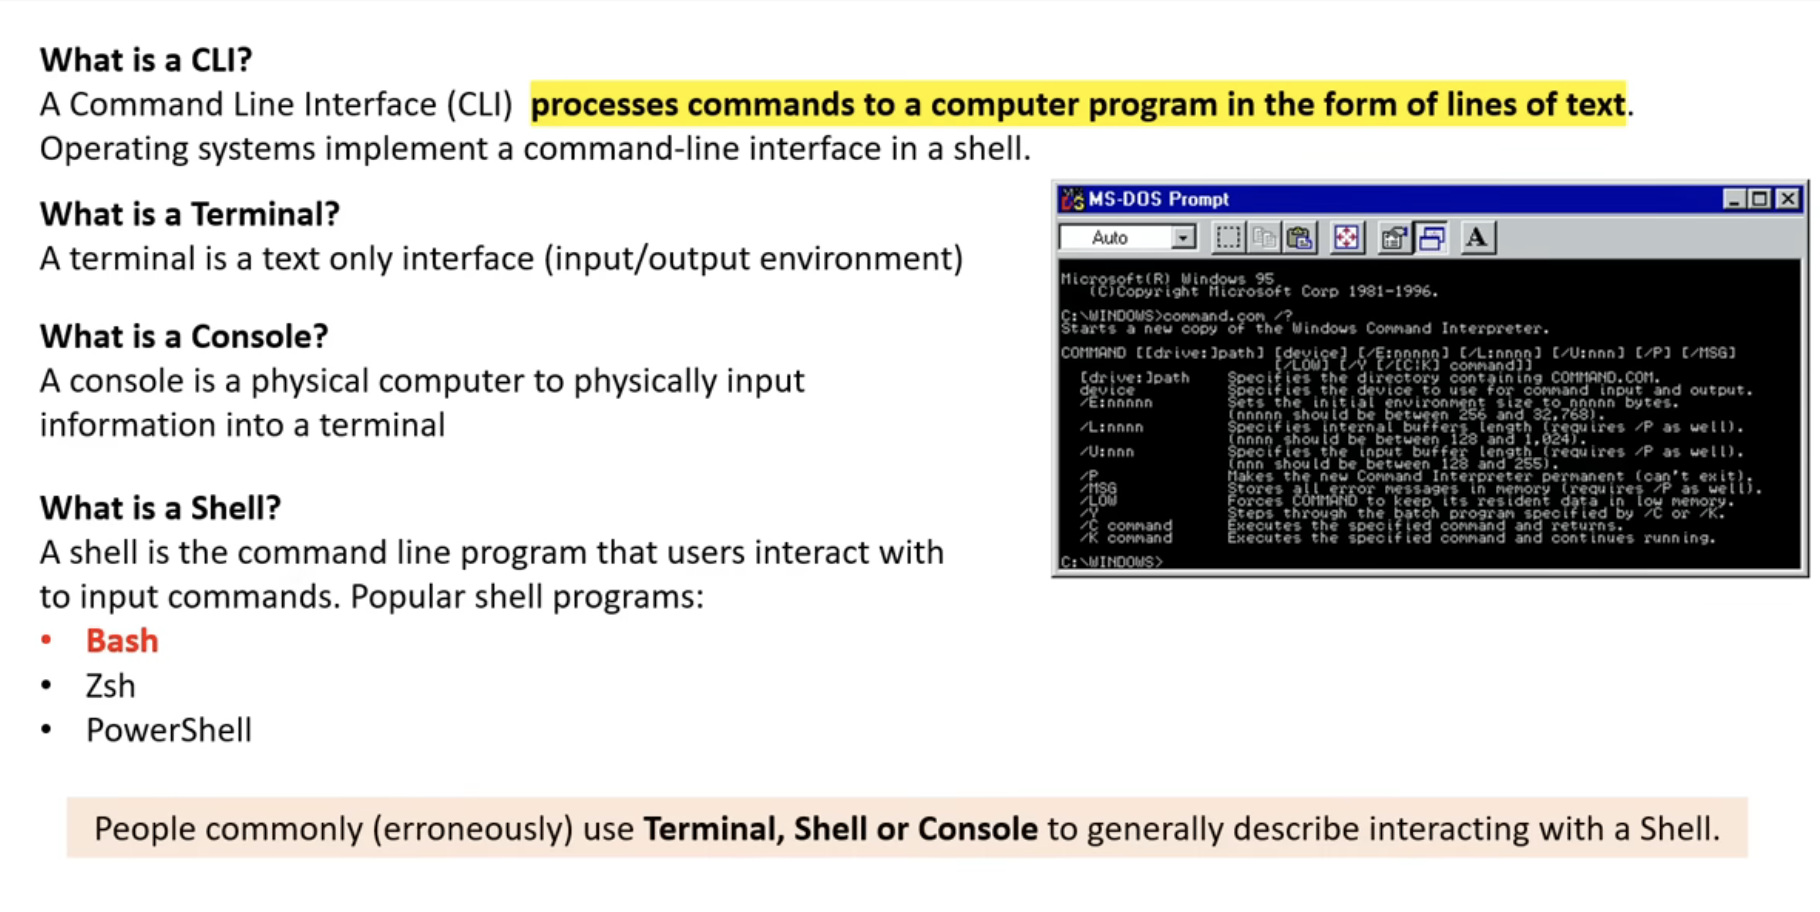 What is a CLI?
A Command Line Interface (CLI) processes commands to a computer program in the form of lines of text.
Operating systems implement a command-line interface in a shell.
What is a Terminal?
A terminal is a text only interface (input/output environment)
What is a Console?
A console is a physical computer to physically input
information into a terminal
What is a Shell?
A shell is the command line program that users interact with
to input commands. Popular shell programs:
• Bash
• Zsh
• PowerShell
MS-DOS Prompt
Auto
A
Microsoft(R) Windows 95
(C)Copyright Microsoft Corp 1981-1996.
C:\WINDOWS>command.com /?
Starts a new copy of the Windows Command Interpreter.
COMMAND [[drive:]path] [device] [/E:nnnnn] [/L:nnnn] [/U:nnn] [/P] [/MSG]
[/LOW] [/Y [/[C¦K] command]]
[drive:]path Specifies the directory containing COMMAND.COM.
device Specifies the device to use for command input and output.
/E:nnnnn Sets the initial environment size to nnnnn bytes.
(nnnnn should be between 256 and 32,768).
/L:nnnn Specifies internal buffers length (requires /P as well).
(nnnn should be between 128 and 1,024).
/U:nnn Specifies the input buffer length (requires /P as well).
(nnn should be between 128 and 255).
/P Makes the new Command Interpreter permanent (can't exit).
/MSG Stores all error messages in memory (requires /P as well).
/LOW Forces COMMAND to keep its resident data in low memory.
/Y Steps through the batch program specified by /C or /K.
/C command Executes the specified command and returns.
/K command Executes the specified command and continues running.
C:\WINDOWS>
People commonly (erroneously) use Terminal, Shell or Console to generally describe interacting with a Shell.